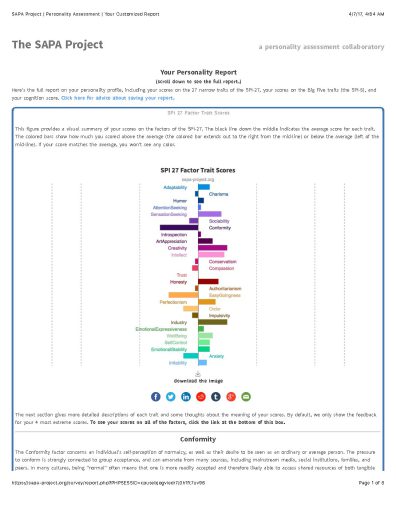 SAPA Project | Personality Assessment | Your Customized Report
4/7/17, 4:04 AM
The SAPA Project
a personality assessment collaboratory
Your Personality Report
(Scroll down to see the full report.)
Here's the full report on your personality profile, including your scores on the 27 narrow traits of the SPI-27, your scores on the Big Five traits (the SPI-5), and
your cognition score. Click here for advice about saving your report.
SPI 27 Factor Trait Scores
This figure provides a visual summary of your scores on the factors of the SPI-27. The black line down the middle indicates the average score for each trait.
The colored bars show how much you scored above the average (the colored bar extends out to the right from the midline) or below the average (left of the
midline). If your score matches the average, you won't see any color.
SPI 27 Factor Trait Scores
sapa-project.org
Adaptability
Charisma
Humor
AttentionSeeking
SensationSeeking
Sociability
Conformity
Introspection
ArtAppreciation
Creativity
Intellect
Conservatism
Compassion
Trust
Honesty
Authoritarianism
EasyGoingness
Perfectionism
Order
Impulsivity
Industry
EmotionalExpressiveness
WellBeing
SelfControl
EmotionalStability
Anxiety
Irritability
Download the image
The next section gives more detailed descriptions of each trait and some thoughts about the meaning of your scores. By default, we only show the feedback
for your 4 most extreme scores. To see your scores on all of the factors, click the link at the bottom of this box.
Conformity
The Conformity factor concerns an individual's self-perception of normalcy, as well as their desire to be seen as an ordinary or average person. The pressure
to conform is strongly connected to group acceptance, and can emanate from many sources, including mainstream media, social institutions, families, and
peers. In many cultures, being "normal" often means that one is more readily accepted and therefore likely able to access shared resources of both tangible
Page 1 of 8